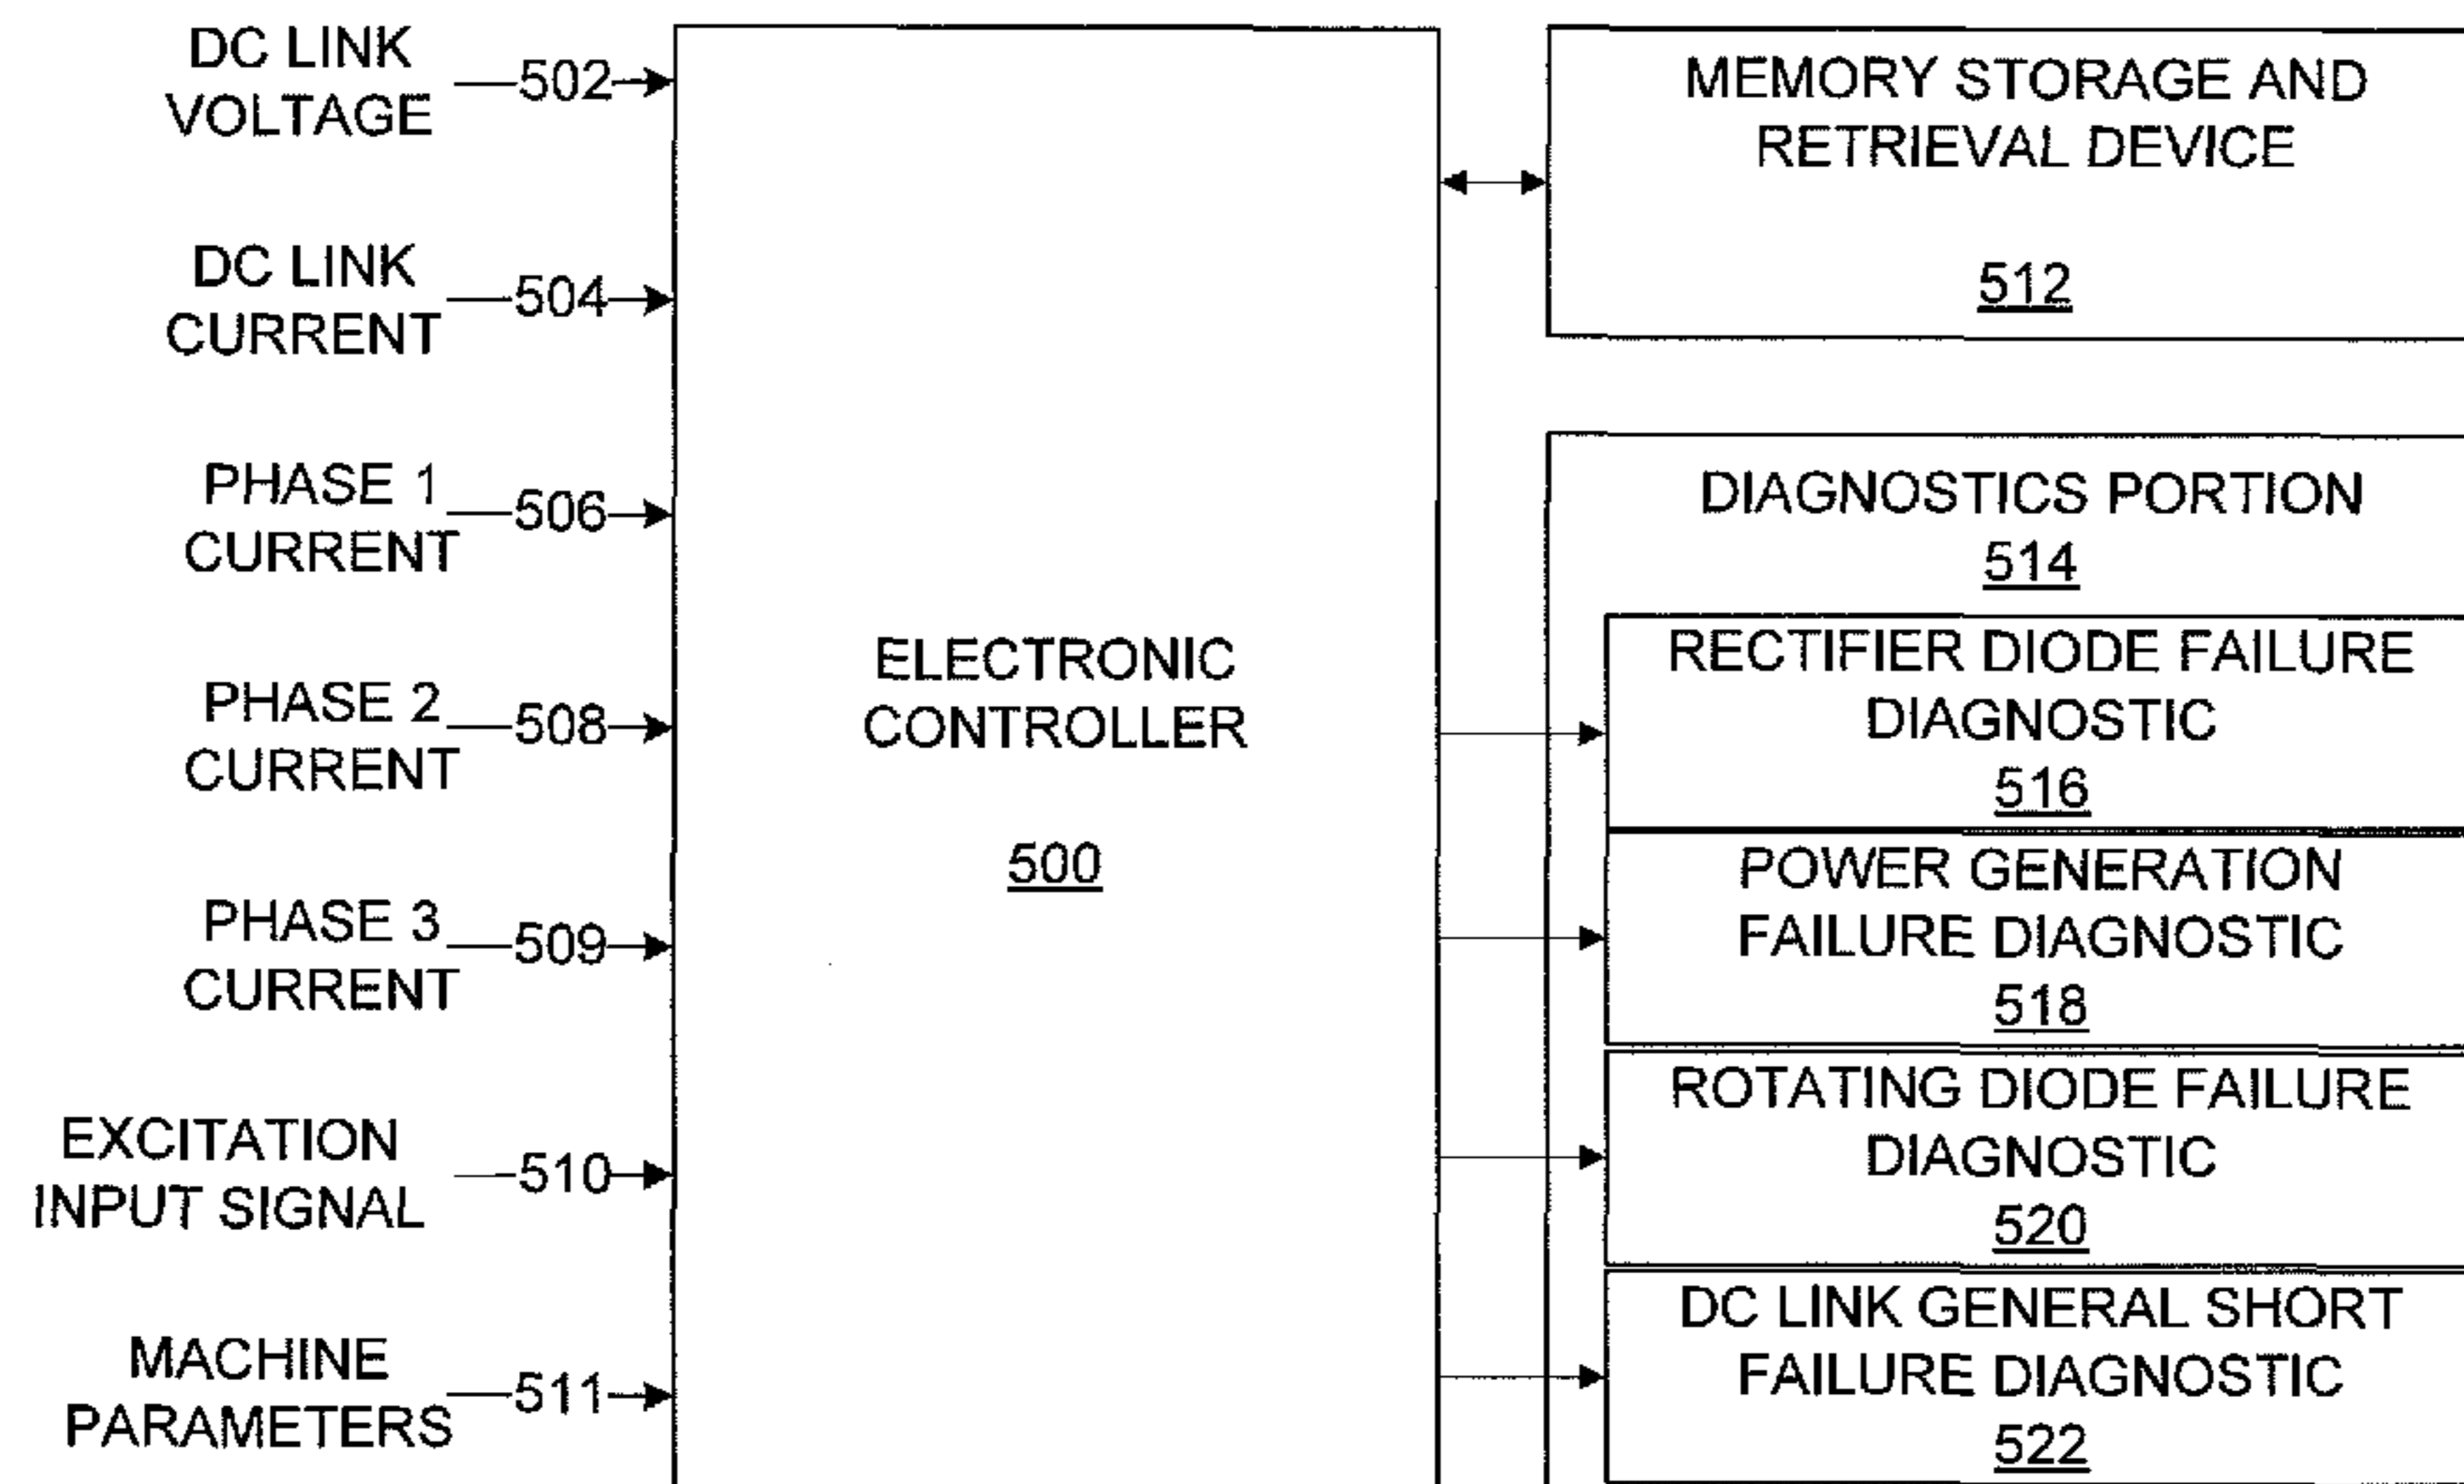 DC LINK
VOLTAGE
502
DC LINK
CURRENT
504
PHASE 1
CURRENT
506
PHASE 2
CURRENT
508
PHASE 3
CURRENT
509
EXCITATION
INPUT SIGNAL
510
MACHINE
PARAMETERS
511
ELECTRONIC
CONTROLLER
500
MEMORY STORAGE AND
RETRIEVAL DEVICE
512
DIAGNOSTICS PORTION
514
RECTIFIER DIODE FAILURE
DIAGNOSTIC
516
POWER GENERATION
FAILURE DIAGNOSTIC
518
ROTATING DIODE FAILURE
DIAGNOSTIC
520
DC LINK GENERAL SHORT
FAILURE DIAGNOSTIC
522